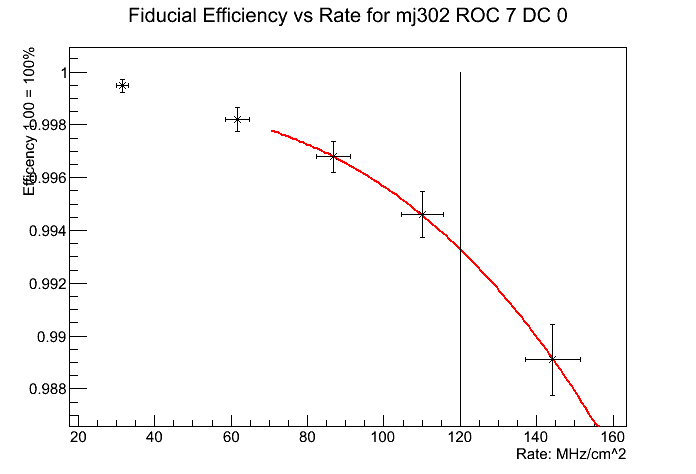 Fiducial Efficiency vs Rate for mj302 ROC 7 DC 0
Efficency 1.00 = 100%
1
0.998
0.996
0.994
0.992
0.99
0.988
20 40 60 80 100 120 140 160
Rate: MHz/cm^2